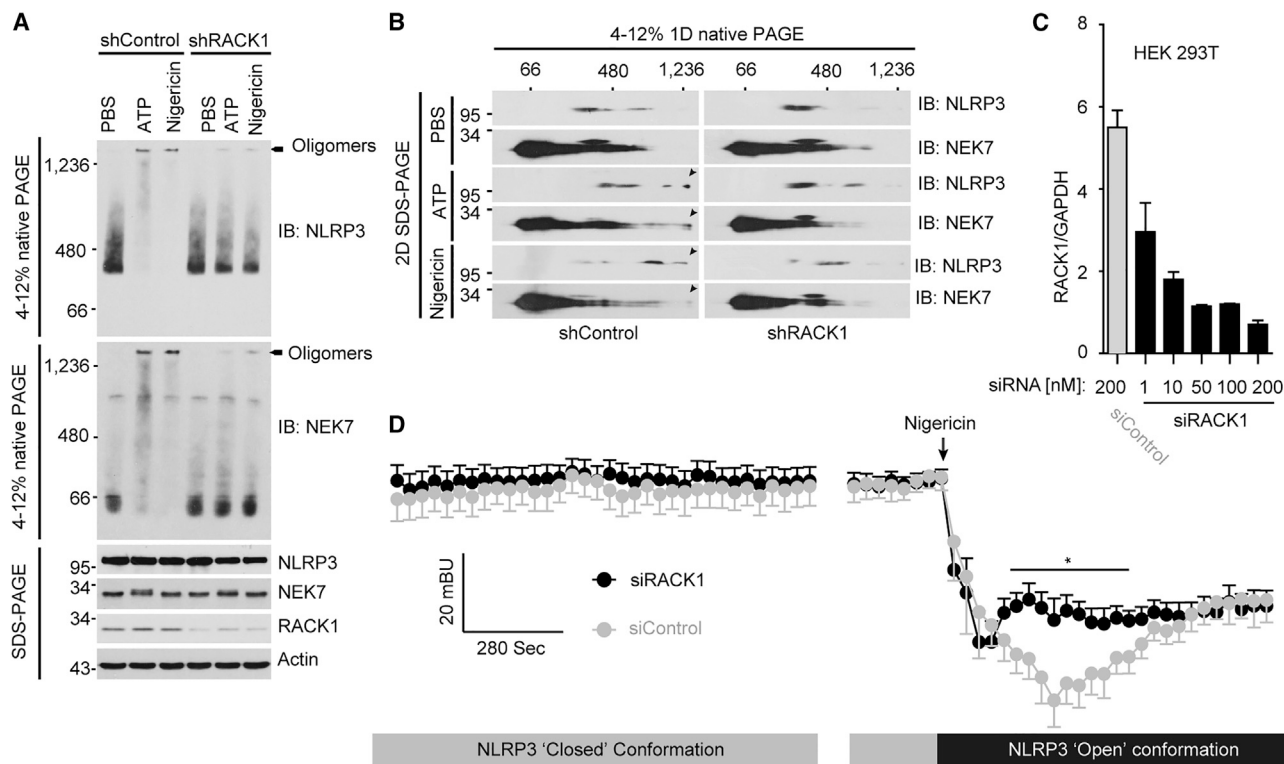 A
shControl shRACK1
PBS
ATP
Nigericin
PBS
ATP
Nigericin
4-12% native PAGE
1,236
480
66
Oligomers
IB: NLRP3
4-12% native PAGE
1,236
480
66
Oligomers
IB: NEK7
SDS-PAGE
95
34
34
43
NLRP3
NEK7
RACK1
Actin
B
4-12% 1D native PAGE
66 480 1,236 66 480 1,236
2D SDS-PAGE
PBS
95
34
IB: NLRP3
IB: NEK7
ATP
95
34
IB: NLRP3
IB: NEK7
Nigericin
95
34
IB: NLRP3
IB: NEK7
shControl shRACK1
C
HEK 293T
RACK1/GAPDH
8
6
4
2
0
siRNA [nM]: 200 1 10 50 100 200
siControl
siRACK1
D
Nigericin
*
20 mBU
280 Sec
siRACK1
siControl
NLRP3 'Closed' Conformation
NLRP3 'Open' conformation